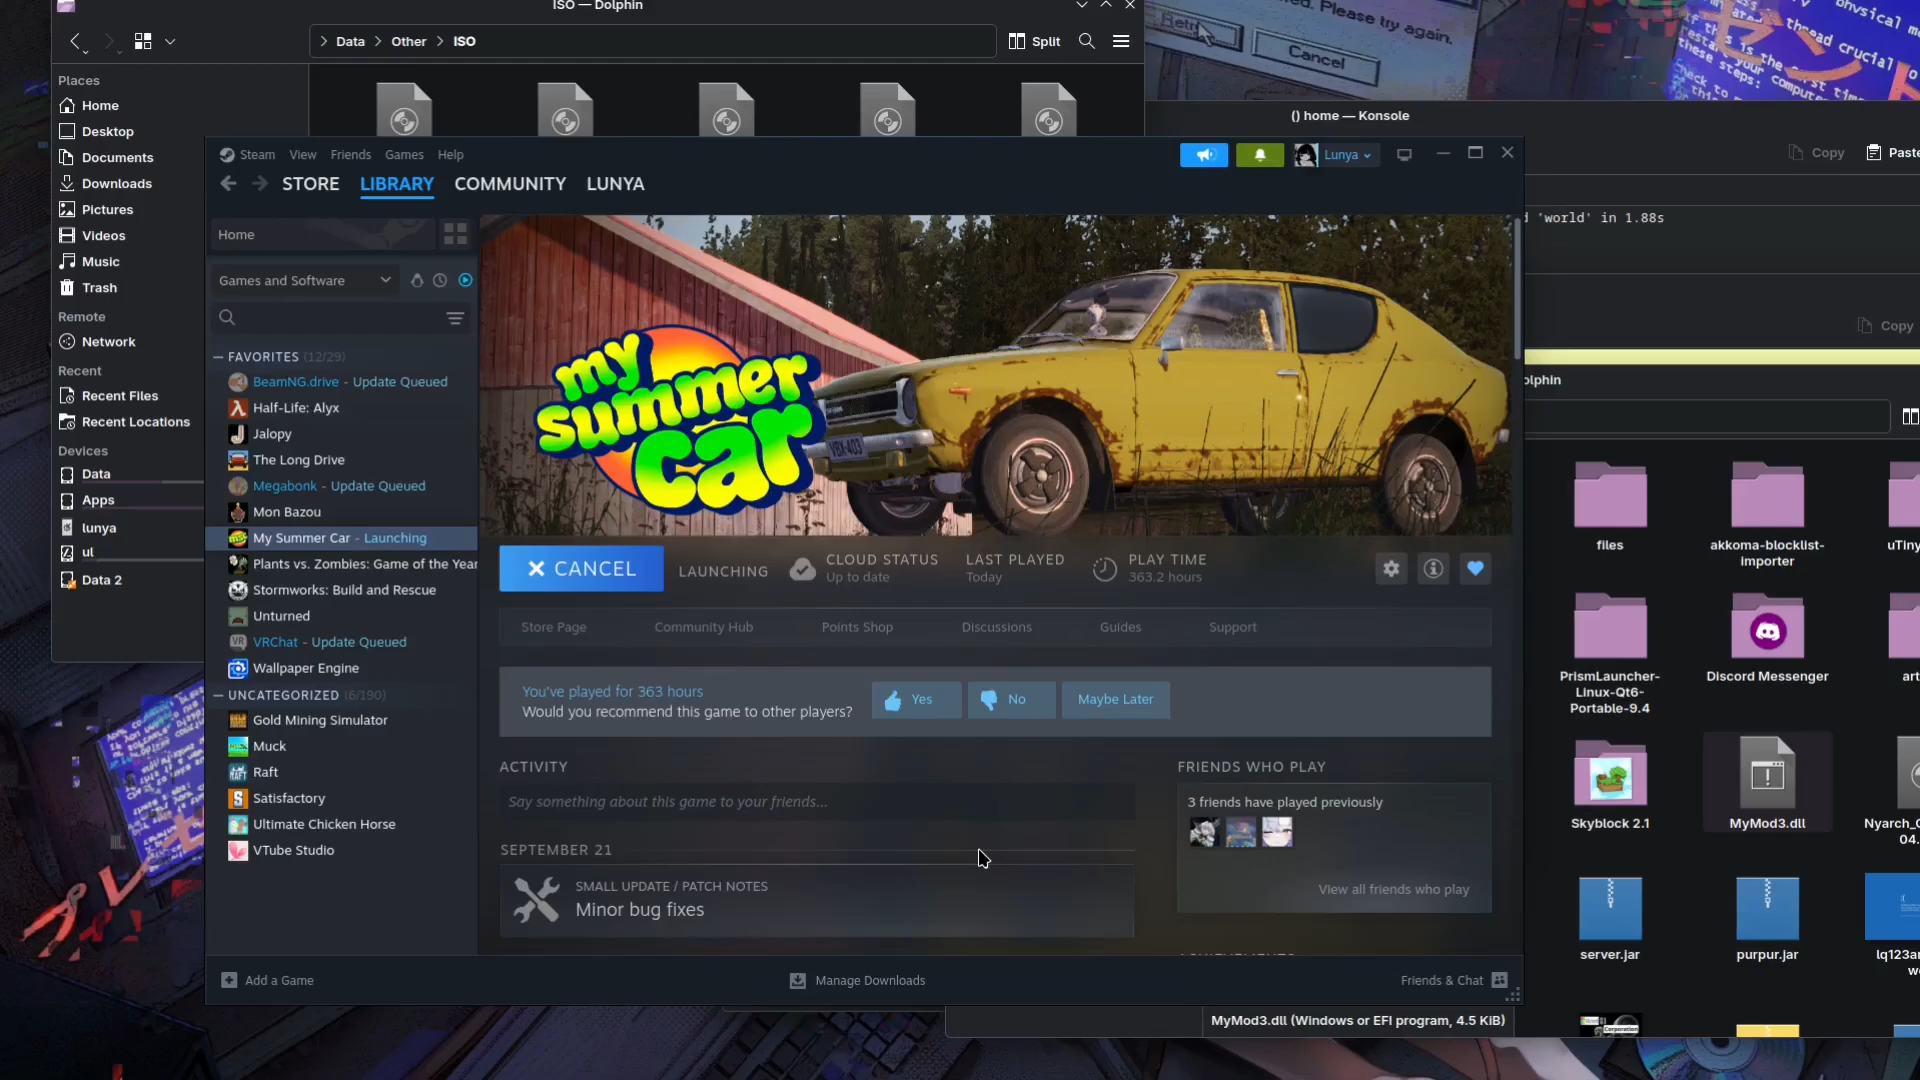 ISO — Dolphin
Data
Other
ISO
Split
Places
Home
Desktop
Documents
Downloads
Pictures
Videos
Music
Trash
Remote
Network
Recent
Recent Files
Recent Locations
Devices
Data
Apps
lunya
ul
Data 2
Please try again.
Cancel
() home — Konsole
Copy
Paste
'world' in 1.88s
Copy
olphin
Steam
View
Friends
Games
Help
Lunya
STORE
LIBRARY
COMMUNITY
LUNYA
Home
Games and Software
FAVORITES (12/29)
BeamNG.drive - Update Queued
Half-Life: Alyx
Jalopy
The Long Drive
Megabonk - Update Queued
Mon Bazou
My Summer Car - Launching
Plants vs. Zombies: Game of the Year
Stormworks: Build and Rescue
Unturned
VRChat - Update Queued
Wallpaper Engine
UNCATEGORIZED (6/190)
Gold Mining Simulator
Muck
Raft
Satisfactory
Ultimate Chicken Horse
VTube Studio
my
summer
car
VBX-403
CANCEL
LAUNCHING
CLOUD STATUS
Up to date
LAST PLAYED
Today
PLAY TIME
363.2 hours
Store Page
Community Hub
Points Shop
Discussions
Guides
Support
You've played for 363 hours
Would you recommend this game to other players?
Yes
No
Maybe Later
ACTIVITY
Say something about this game to your friends...
SEPTEMBER 21
SMALL UPDATE / PATCH NOTES
Minor bug fixes
FRIENDS WHO PLAY
3 friends have played previously
View all friends who play
Add a Game
Manage Downloads
Friends & Chat
files
akkoma-blocklist-
Importer
uTiny
PrismLauncher-
Linux-Qt6-
Portable-9.4
Discord Messenger
art
Skyblock 2.1
MyMod3.dll
Nyarch_
04.
server.jar
purpur.jar
lq123ar
MyMod3.dll (Windows or EFI program, 4.5 KiB)